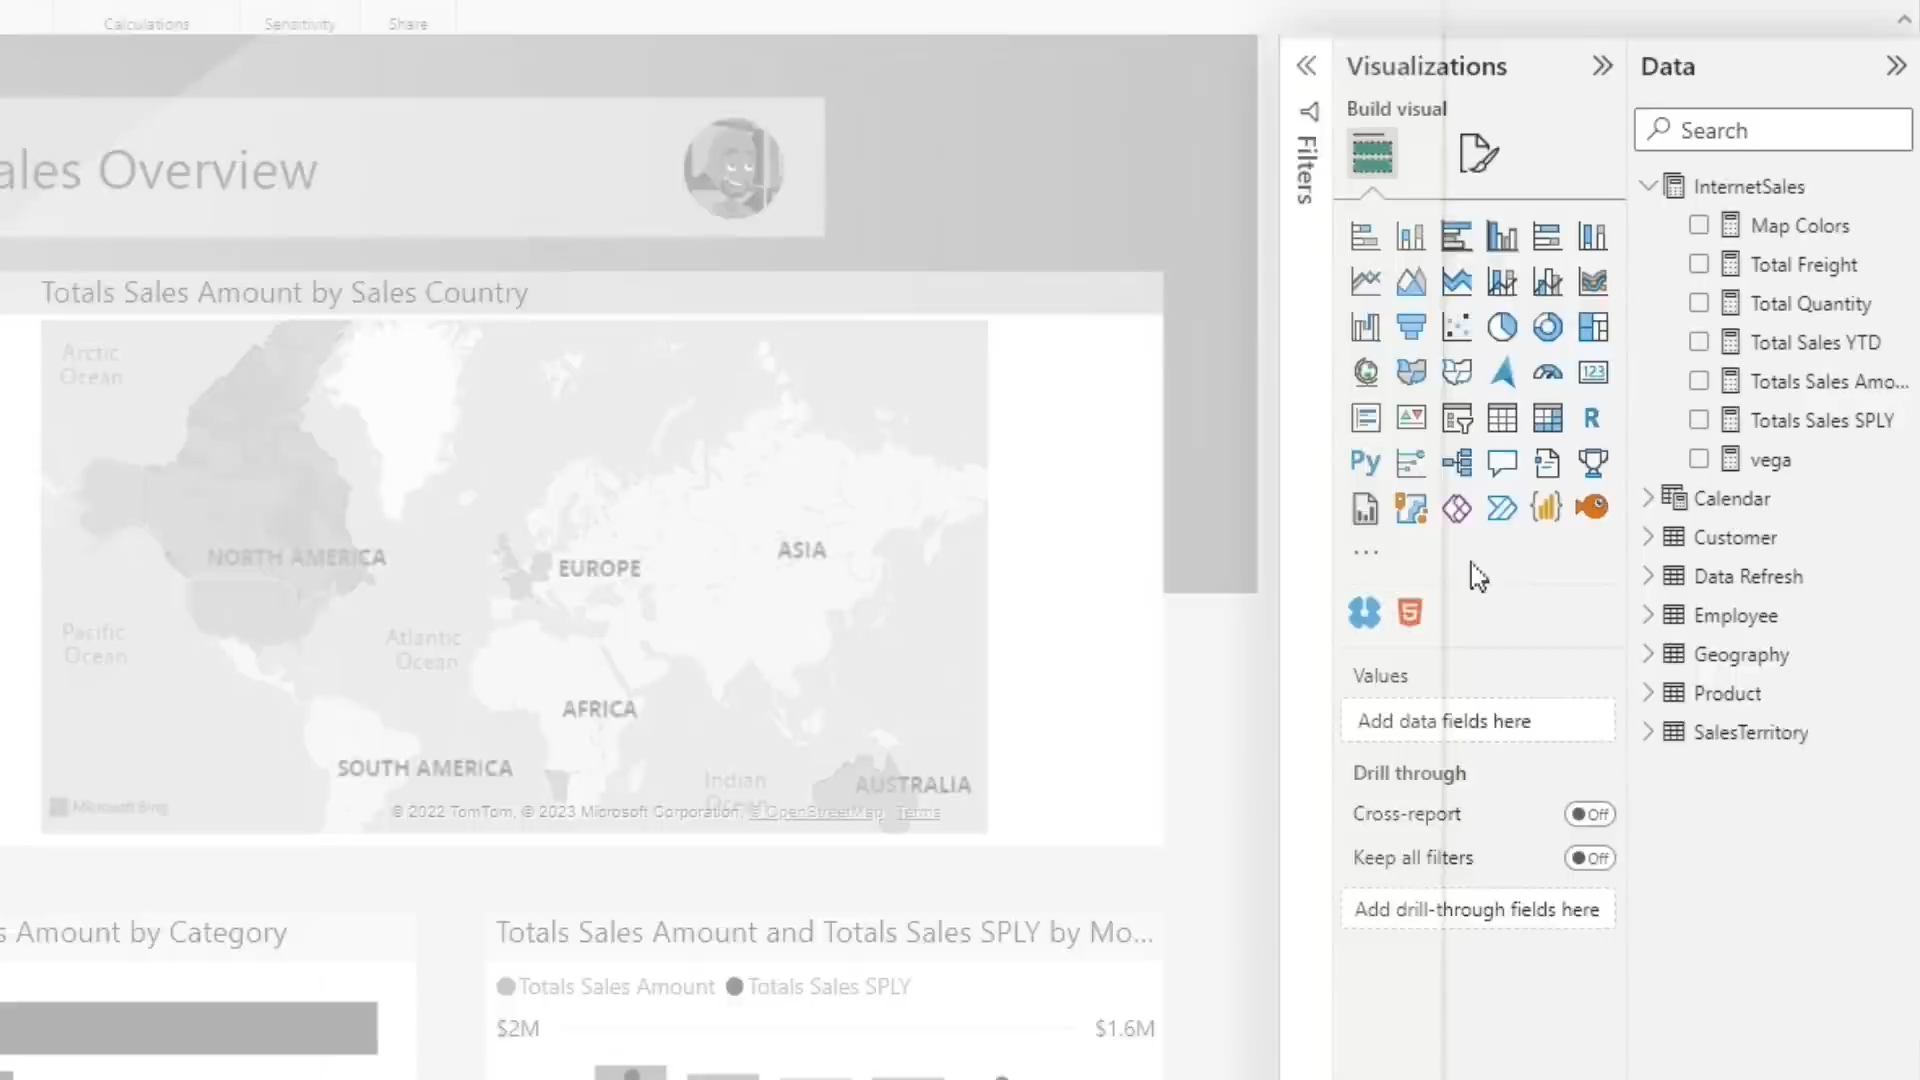 Calculations
Sensitivity
Share
ales Overview
Totals Sales Amount by Sales Country
Arctic
Ocean
NORTH AMERICA
EUROPE
ASIA
Pacific
Ocean
Atlantic
Ocean
AFRICA
SOUTH AMERICA
Indian
Ocean
AUSTRALIA
Microsoft Bing
© 2022 TomTom, © 2023 Microsoft Corporation, © OpenStreetMap Terms
s Amount by Category
Totals Sales Amount and Totals Sales SPLY by Mo...
Totals Sales Amount
Totals Sales SPLY
$2M
$1.6M
Filters
Visualizations
Build visual
123
R
Py
...
5
Values
Add data fields here
Drill through
Cross-report
Off
Keep all filters
Off
Add drill-through fields here
Data
Search
InternetSales
Map Colors
Total Freight
Total Quantity
Total Sales YTD
Totals Sales Amo...
Totals Sales SPLY
vega
Calendar
Customer
Data Refresh
Employee
Geography
Product
SalesTerritory